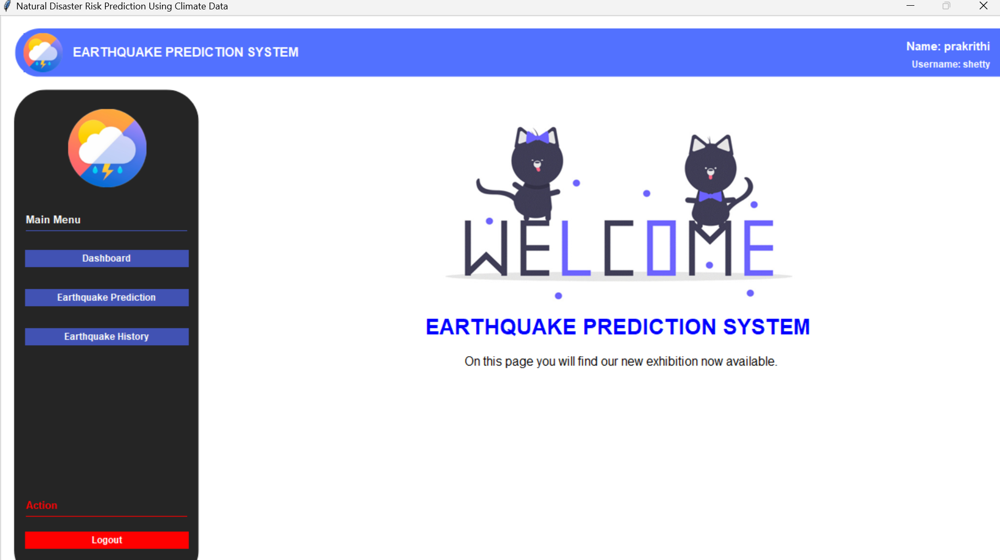 Natural Disaster Risk Prediction Using Climate Data
EARTHQUAKE PREDICTION SYSTEM
Name: prakrithi
Username: shetty
Main Menu
Dashboard
Earthquake Prediction
Earthquake History
Action
Logout
WELCOME
EARTHQUAKE PREDICTION SYSTEM
On this page you will find our new exhibition now available.